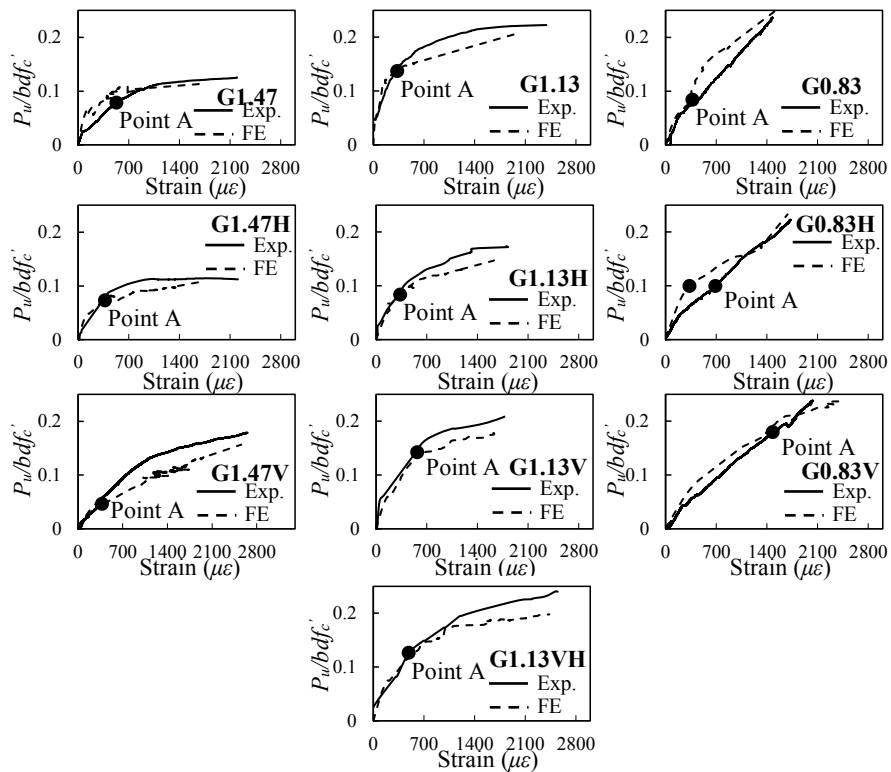 0.2
0.1
0
P_u/bdf_c'
G1.47
Exp.
FE
Point A
0 700 1400 2100 2800
Strain (με)
0.2
0.1
0
P_u/bdf_c'
G1.13
Exp.
FE
Point A
0 700 1400 2100 2800
Strain (με)
0.2
0.1
0
P_u/bdf_c'
G0.83
Exp.
FE
Point A
0 700 1400 2100 2800
Strain (με)
0.2
0.1
0
P_u/bdf_c'
G1.47H
Exp.
FE
Point A
0 700 1400 2100 2800
Strain (με)
0.2
0.1
0
P_u/bdf_c'
G1.13H
Exp.
FE
Point A
0 700 1400 2100 2800
Strain (με)
0.2
0.1
0
P_u/bdf_c'
G0.83H
Exp.
FE
Point A
0 700 1400 2100 2800
Strain (με)
0.2
0.1
0
P_u/bdf_c'
G1.47V
Exp.
FE
Point A
0 700 1400 2100 2800
Strain (με)
0.2
0.1
0
P_u/bdf_c'
G1.13V
Exp.
FE
Point A
0 700 1400 2100 2800
Strain (με)
0.2
0.1
0
P_u/bdf_c'
Point A
G0.83V
Exp.
FE
0 700 1400 2100 2800
Strain (με)
0.2
0.1
0
P_u/bdf_c'
Point A
G1.13VH
Exp.
FE
0 700 1400 2100 2800
Strain (με)